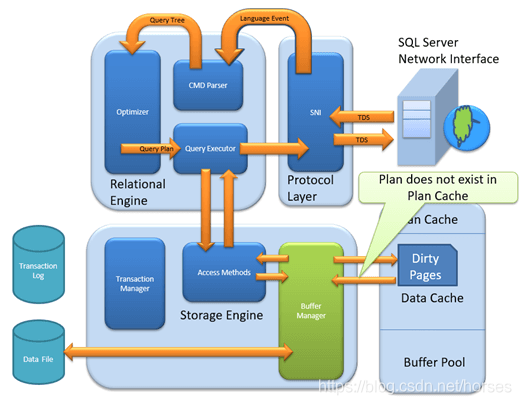 Query Tree
Language Event
SQL Server
Network Interface
CMD Parser
Optimizer
SNI
TDS
TDS
Query Plan
Query Executor
Relational
Engine
Protocol
Layer
Plan does not exist in
Plan Cache
an Cache
Transaction
Log
Transaction
Manager
Access Methods
Buffer
Manager
Dirty
Pages
Data Cache
Storage Engine
Data File
Buffer Pool
https://blog.csdn.net/horses